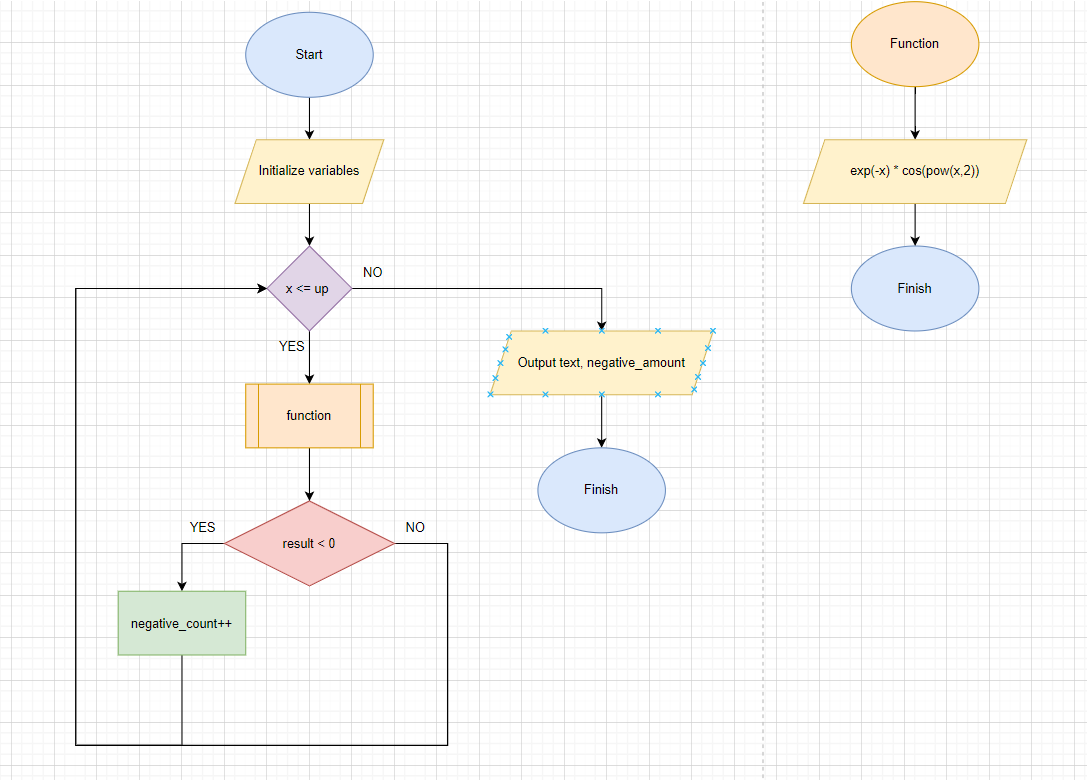 Start
Initialize variables
x <= up
NO
YES
Output text, negative_amount
function
Finish
YES
result < 0
NO
negative_count++
Function
exp(-x) * cos(pow(x,2))
Finish